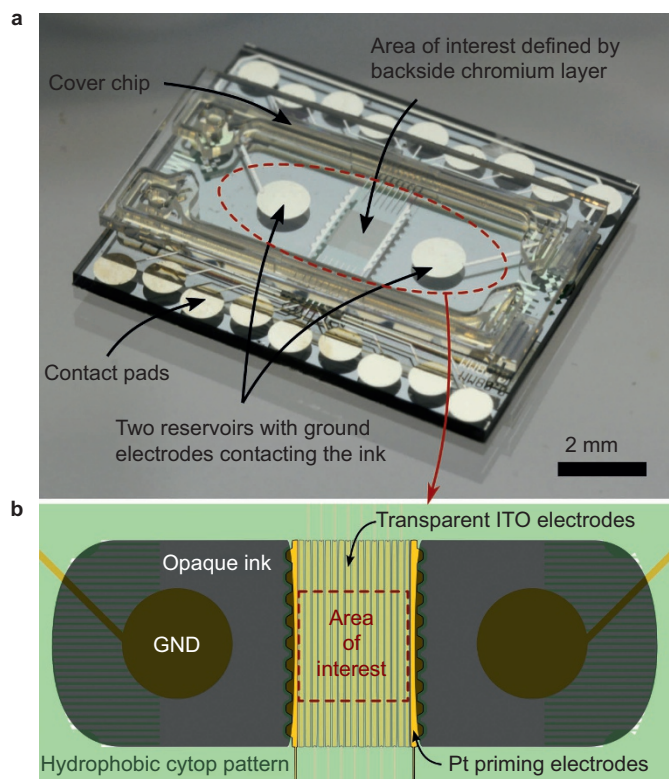 a
Area of interest defined by
backside chromium layer
Cover chip
Contact pads
Two reservoirs with ground
electrodes contacting the ink
2 mm
b
Transparent ITO electrodes
Opaque ink
Area
of
interest
GND
Hydrophobic cytop pattern
Pt priming electrodes